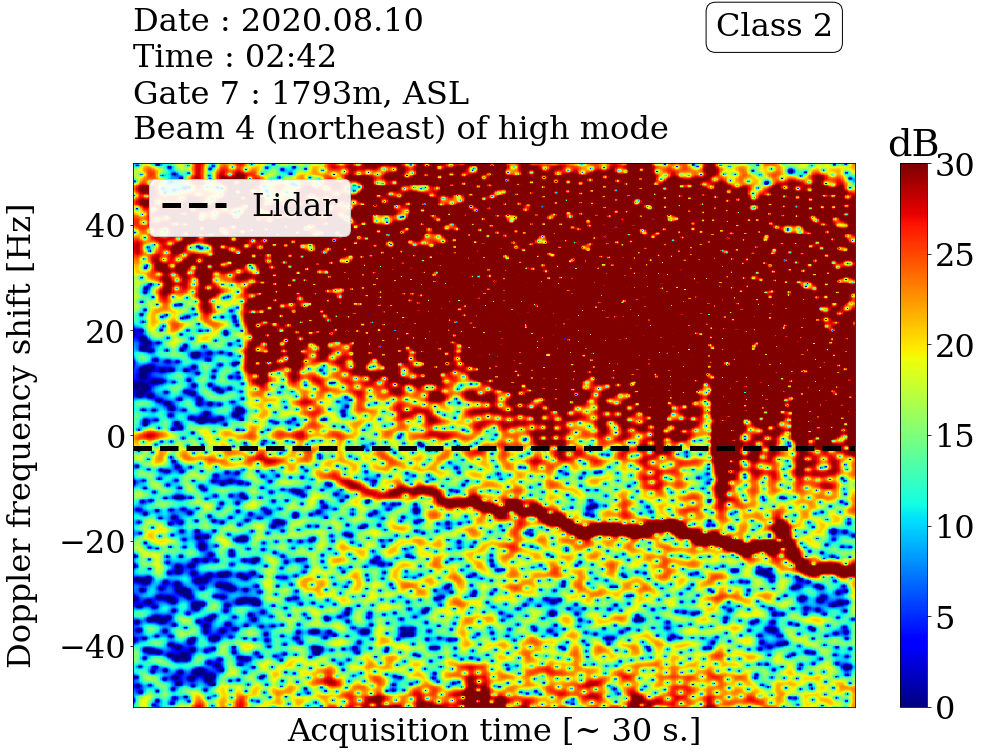 Date : 2020.08.10
Class 2
Time : 02:42
Gate 7 : 1793m, ASL
Beam 4 (northeast) of high mode
dB
Lidar
Doppler frequency shift [Hz]
40
20
0
−20
−40
30
25
20
15
10
5
0
Acquisition time [~ 30 s.]